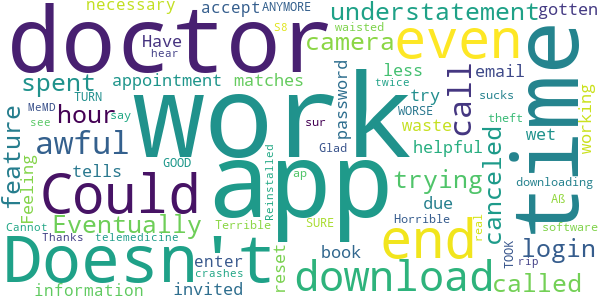 necessary accept ANYMORE gotten
Have hear S8 waisted understatement
doctor camera even
spent appointment matches less email
TURN twice try sucks
hour say password WORSE theft
MeMD see work call time
feature awful GOOD sur waste wet working
tells Glad helpful canceled
Feeling Could app trying downloading
Cannot Eventually ap due Aß
Thanks telemedicine Terrible Reinstalled SURE Horrible real software
Doesn't enter book end TOOK login
crashes reset download rip
information invited called